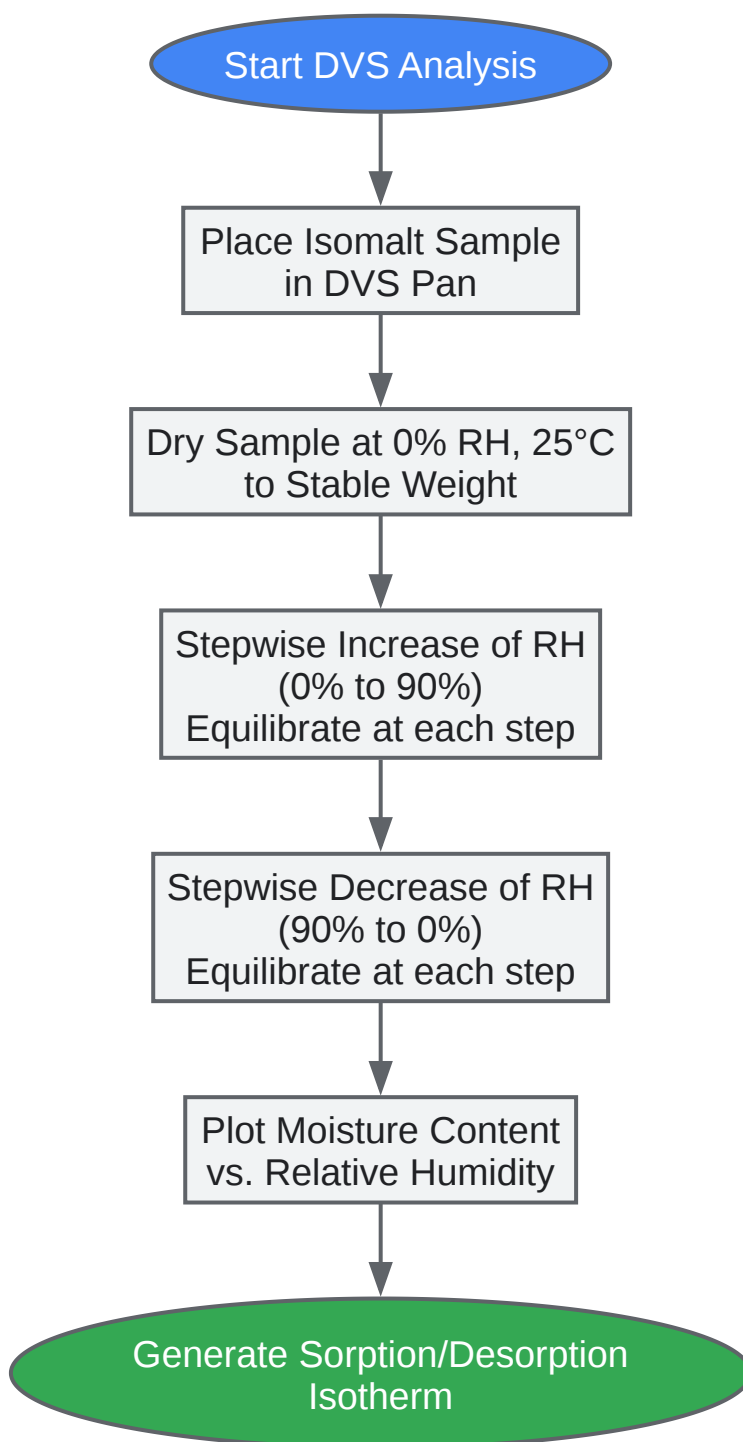 Start DVS Analysis
Place Isomalt Sample
in DVS Pan
Dry Sample at 0% RH, 25°C
to Stable Weight
Stepwise Increase of RH
(0% to 90%)
Equilibrate at each step
Stepwise Decrease of RH
(90% to 0%)
Equilibrate at each step
Plot Moisture Content
vs. Relative Humidity
Generate Sorption/Desorption
Isotherm